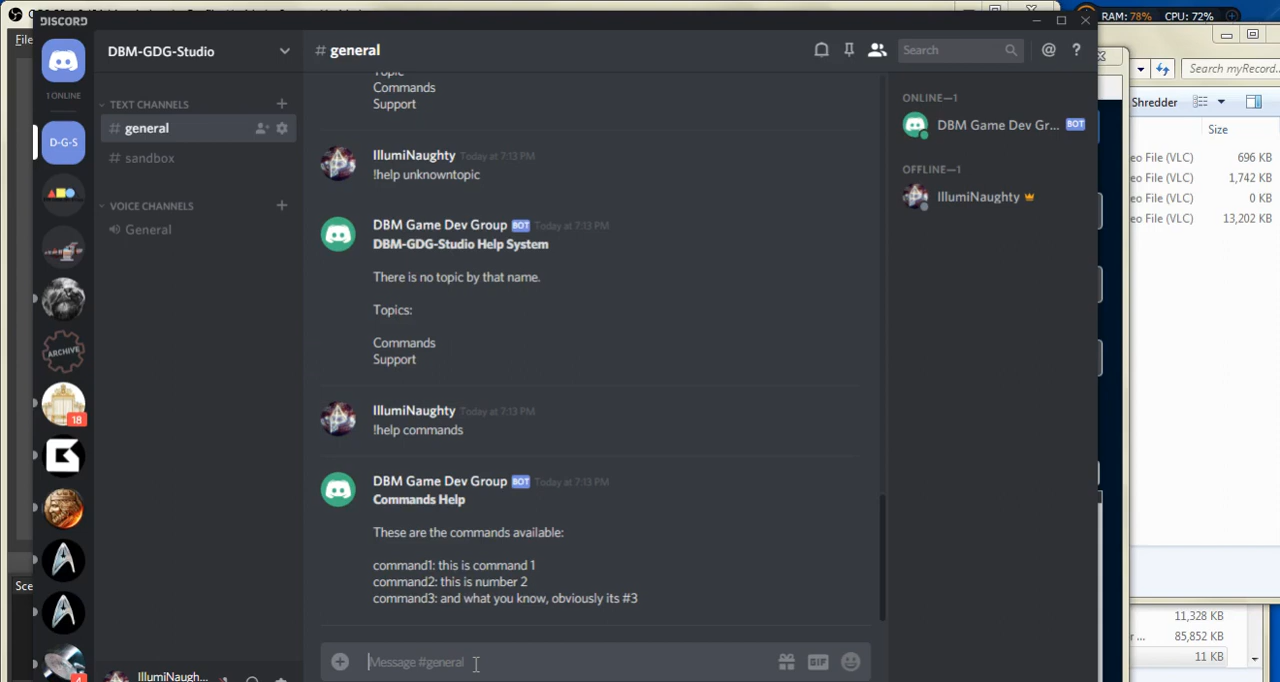 DISCORD
RAM: 78% CPU: 72%
File
1 ONLINE
D-G-S
ARCHIVE
18
4
DBM-GDG-Studio
TEXT CHANNELS
# general
# sandbox
VOICE CHANNELS
General
IllumiNaugh...
# general
Search
Topic
Commands
Support
IllumiNaughty Today at 7:13 PM
!help unknowntopic
DBM Game Dev Group BOT Today at 7:13 PM
DBM-GDG-Studio Help System
There is no topic by that name.
Topics:
Commands
Support
IllumiNaughty Today at 7:13 PM
!help commands
DBM Game Dev Group BOT Today at 7:13 PM
Commands Help
These are the commands available:
command1: this is command 1
command2: this is number 2
command3: and what you know, obviously its #3
Message #general
GIF
ONLINE—1
DBM Game Dev Gr... BOT
OFFLINE—1
IllumiNaughty
Search myRecord...
Shredder
Size
eo File (VLC) 696 KB
eo File (VLC) 1,742 KB
eo File (VLC) 0 KB
eo File (VLC) 13,202 KB
Sce
11,328 KB
85,852 KB
11 KB